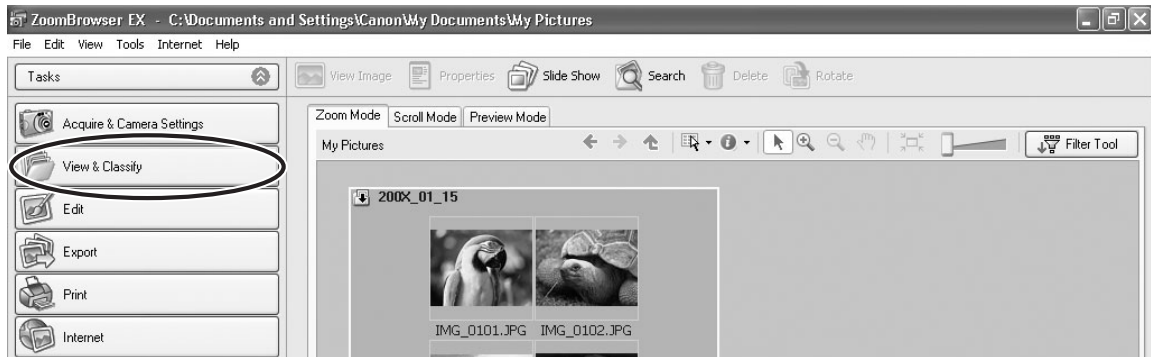 ZoomBrowser EX - C:\Documents and Settings\Canon\My Documents\My Pictures
File Edit View Tools Internet Help
Tasks
View Image Properties Slide Show Search Delete Rotate
Acquire & Camera Settings
View & Classify
Edit
Export
Print
Internet
Zoom Mode Scroll Mode Preview Mode
My Pictures
Filter Tool
200X_01_15
IMG_0101.JPG IMG_0102.JPG